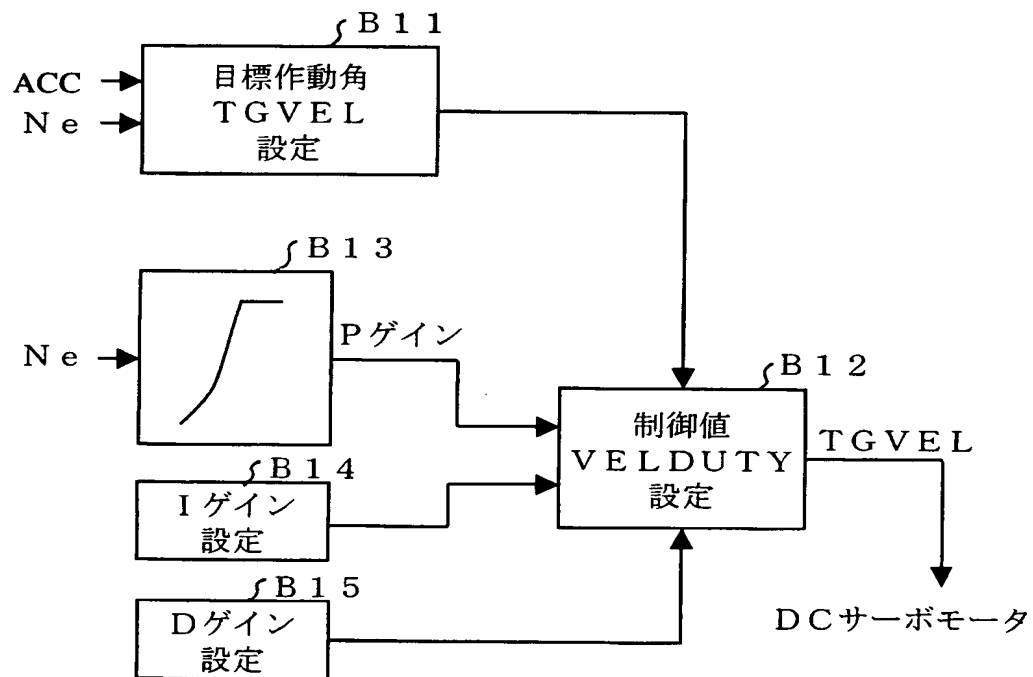 B11
ACC
Ne
目標作動角
TGVEL
設定
B13
Ne
Pゲイン
B12
制御値
VELDUTY
設定
TGVEL
B14
Iゲイン
設定
B15
Dゲイン
設定
DCサーボモータ